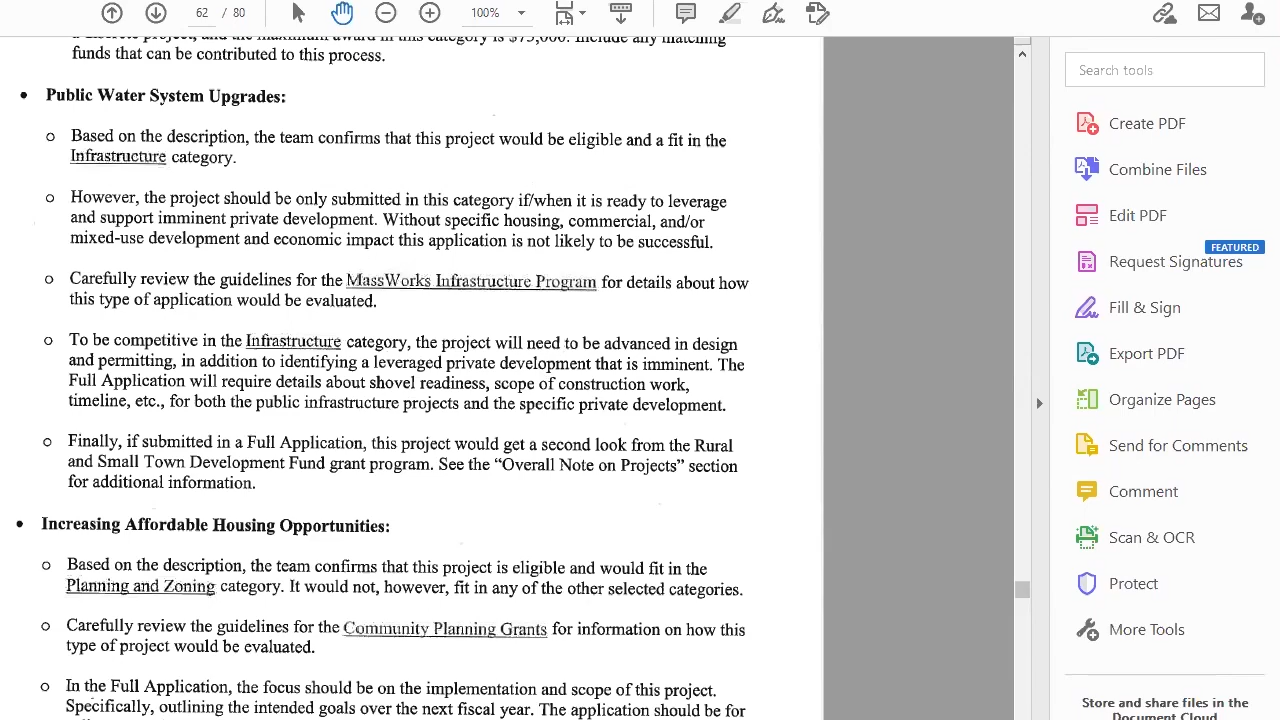 62 / 80
100%
a discrete project, and the maximum award in this category is $75,000. Include any matching
funds that can be contributed to this process.
• Public Water System Upgrades:
o Based on the description, the team confirms that this project would be eligible and a fit in the
Infrastructure category.
o However, the project should be only submitted in this category if/when it is ready to leverage
and support imminent private development. Without specific housing, commercial, and/or
mixed-use development and economic impact this application is not likely to be successful.
o Carefully review the guidelines for the MassWorks Infrastructure Program for details about how
this type of application would be evaluated.
o To be competitive in the Infrastructure category, the project will need to be advanced in design
and permitting, in addition to identifying a leveraged private development that is imminent. The
Full Application will require details about shovel readiness, scope of construction work,
timeline, etc., for both the public infrastructure projects and the specific private development.
o Finally, if submitted in a Full Application, this project would get a second look from the Rural
and Small Town Development Fund grant program. See the “Overall Note on Projects” section
for additional information.
• Increasing Affordable Housing Opportunities:
o Based on the description, the team confirms that this project is eligible and would fit in the
Planning and Zoning category. It would not, however, fit in any of the other selected categories.
o Carefully review the guidelines for the Community Planning Grants for information on how this
type of project would be evaluated.
o In the Full Application, the focus should be on the implementation and scope of this project.
Specifically, outlining the intended goals over the next fiscal year. The application should be for
Search tools
Create PDF
Combine Files
Edit PDF
FEATURED
Request Signatures
Fill & Sign
Export PDF
Organize Pages
Send for Comments
Comment
Scan & OCR
Protect
More Tools
Store and share files in the
Document Cloud